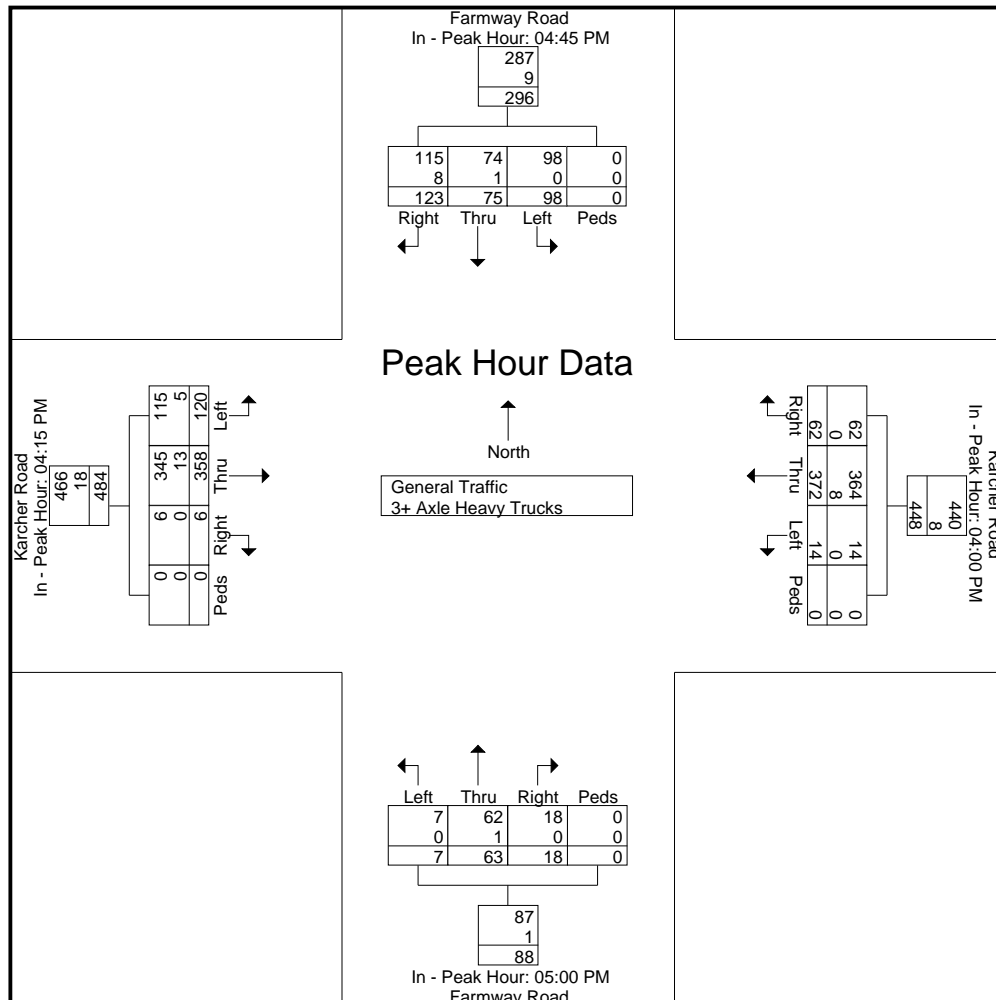 Farmway Road
In - Peak Hour: 04:45 PM
287
9
296
115 74 98 0
8 1 0 0
123 75 98 0
Right Thru Left Peds
Peak Hour Data
North
General Traffic
3+ Axle Heavy Trucks
Karcher Road
In - Peak Hour: 04:15 PM
466
18
484
115 345 6 0
5 13 0 0
120 358 6 0
Left Thru Right Peds
Karcher Road
In - Peak Hour: 04:00 PM
440
8
448
62 364 14 0
0 8 0 0
62 372 14 0
Right Thru Left Peds
Left Thru Right Peds
7 62 18 0
0 1 0 0
7 63 18 0
87
1
88
In - Peak Hour: 05:00 PM
Farmway Road